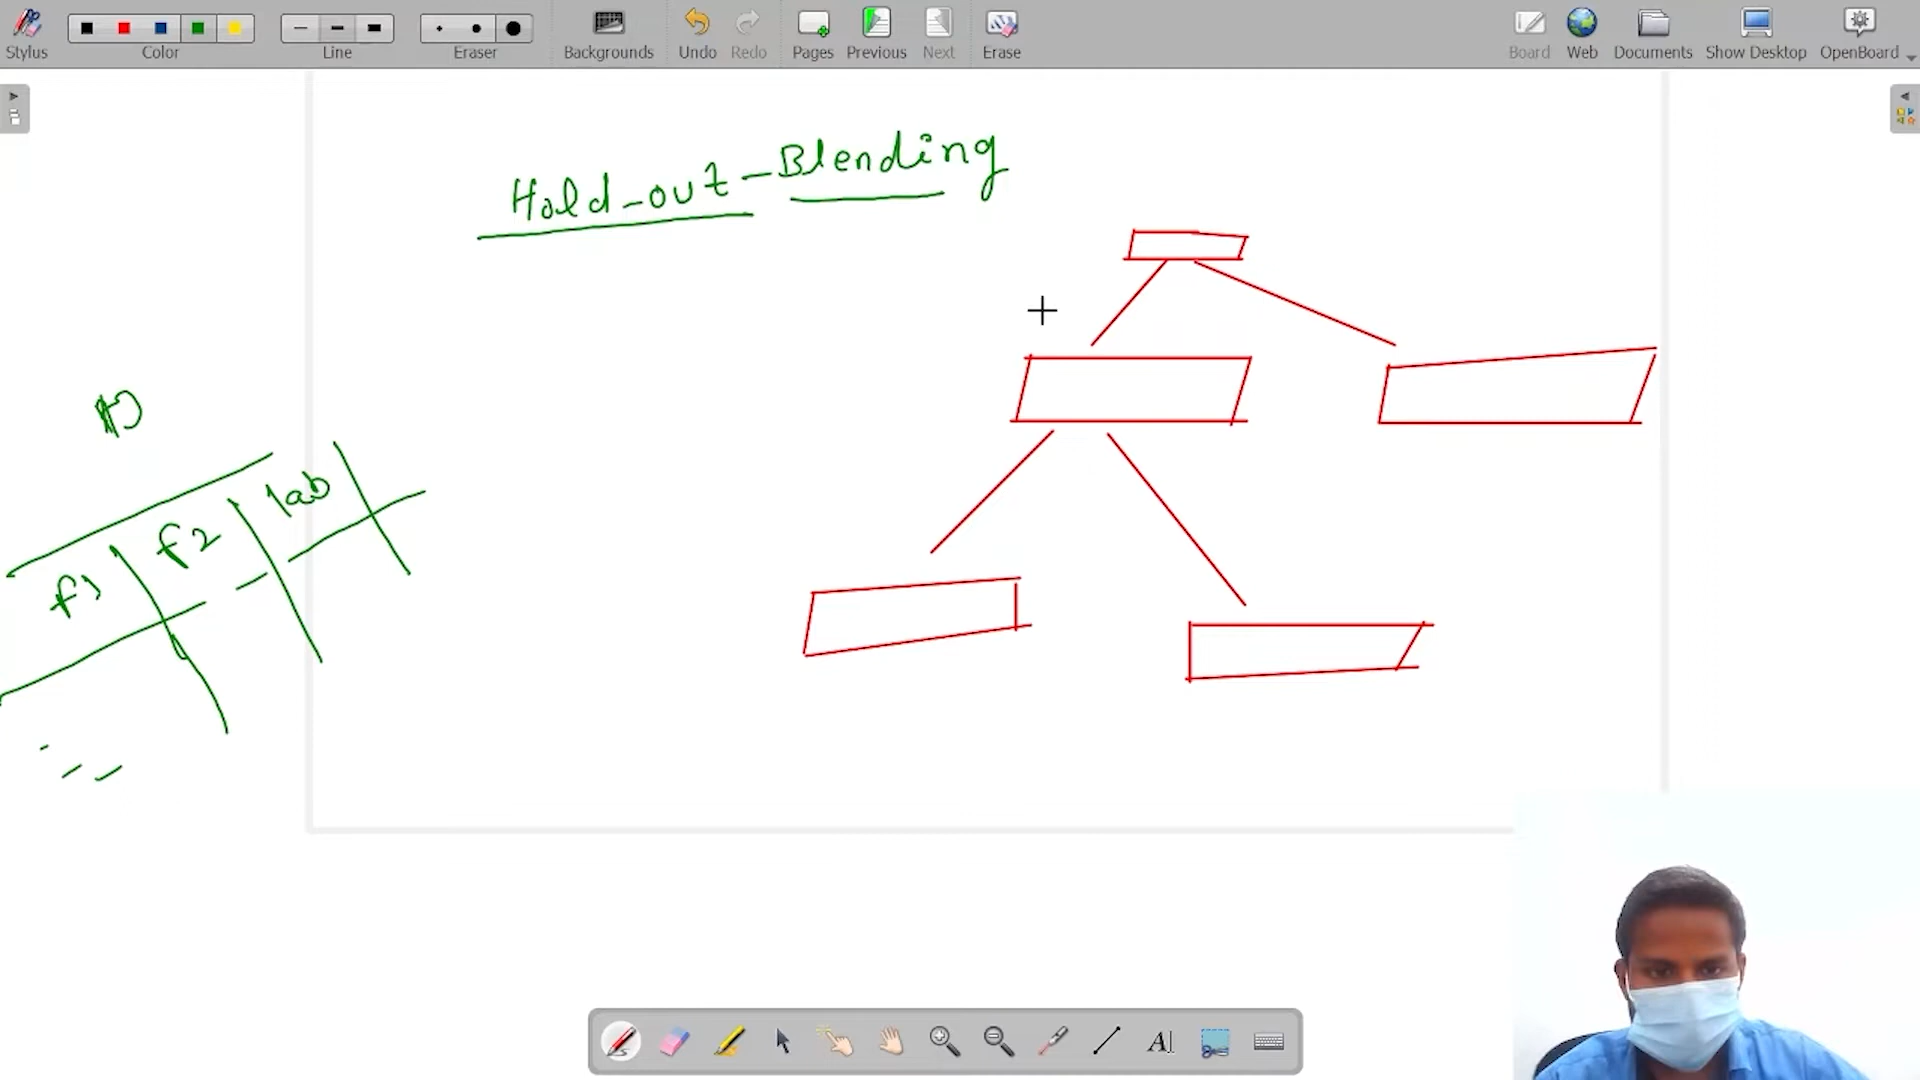 Stylus
Color
Line
Eraser
Backgrounds
Undo
Redo
Pages
Previous
Next
Erase
Board
Web
Documents
Show Desktop
OpenBoard
Hold-out-Blending
f1
f2
lab
A